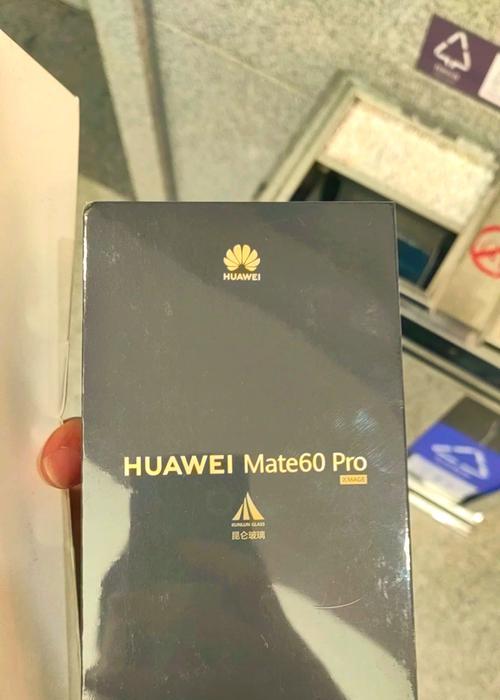 HUAWEI
HUAWEI Mate60 Pro
XMAGE
KUNLUN GLASS
昆仑玻璃